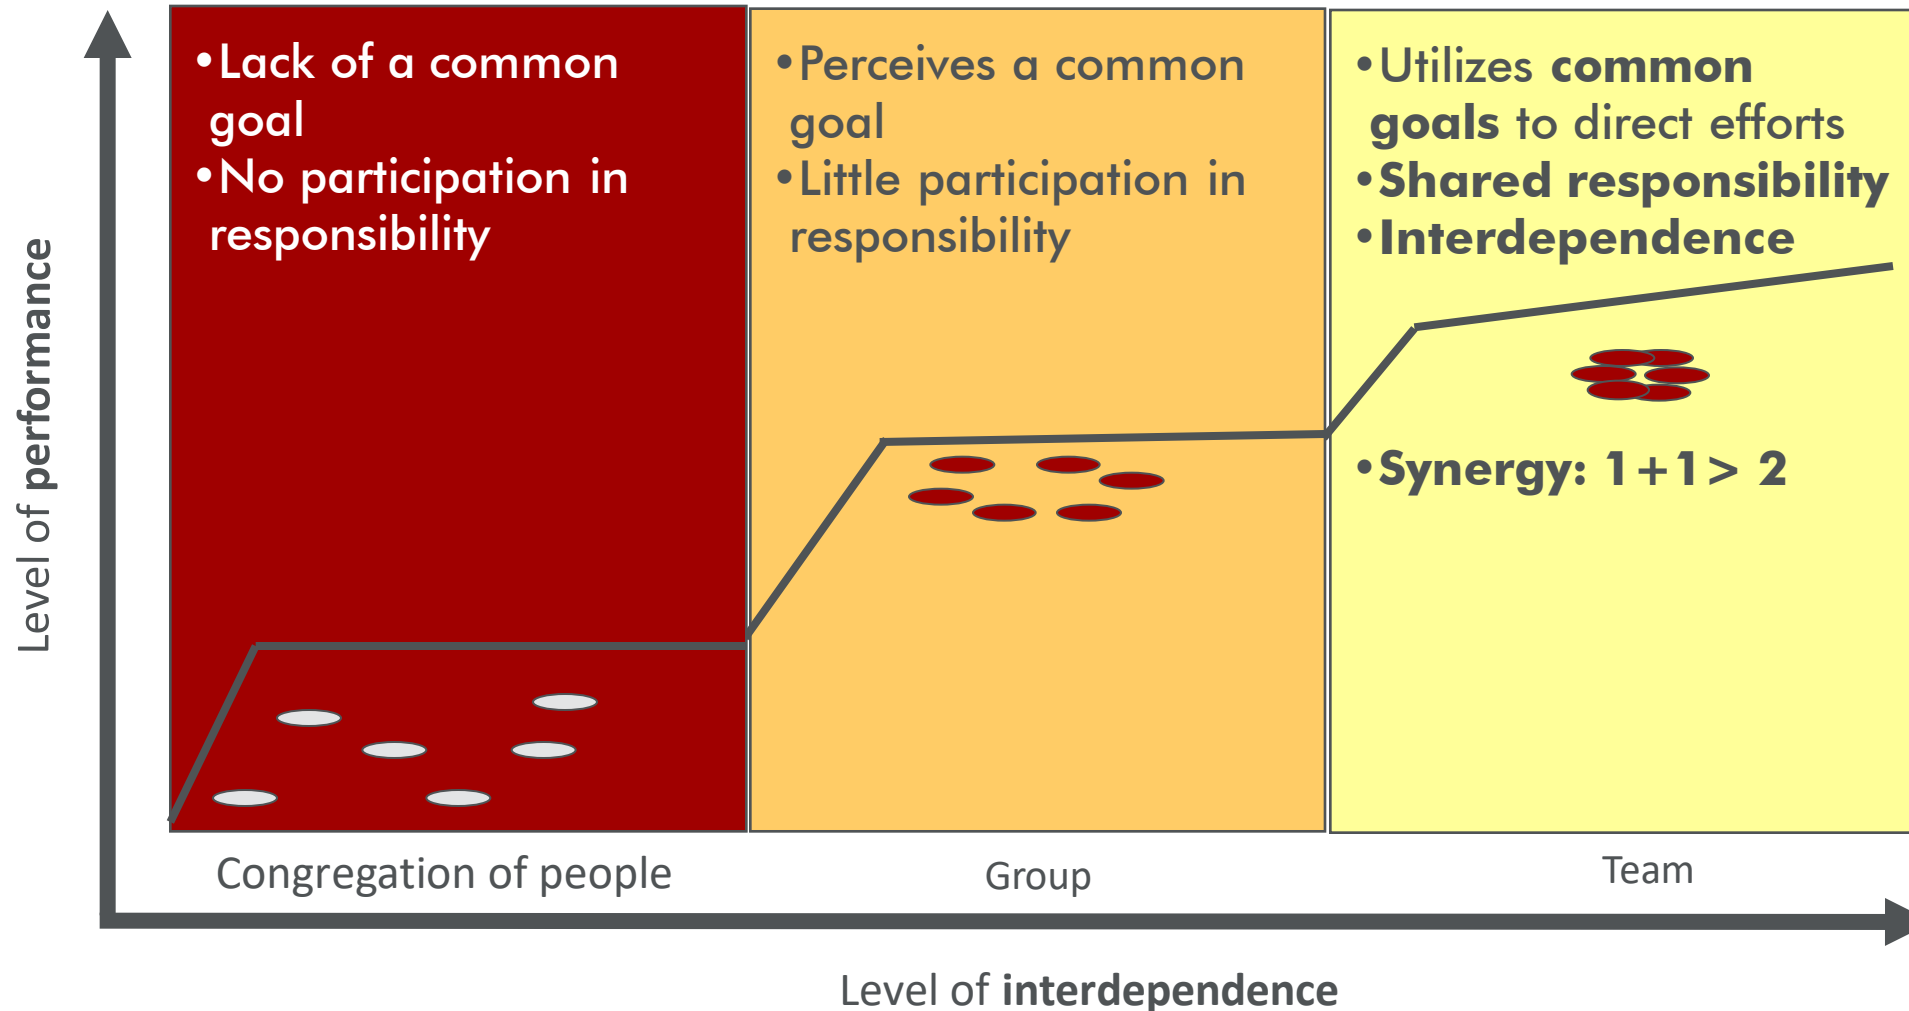 •Lack of a common
goal
•No participation in
responsibility
•Perceives a common
goal
•Little participation in
responsibility
•Utilizes common
goals to direct efforts
•Shared responsibility
•Interdependence
•Synergy: 1+1> 2
Level of performance
Congregation of people
Group
Team
Level of interdependence